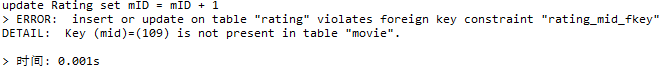 update Rating set mID = mID + 1
> ERROR:  insert or update on table "rating" violates foreign key constraint "rating_mid_fkey"
DETAIL:  Key (mid)=(109) is not present in table "movie".
> 时间: 0.001s